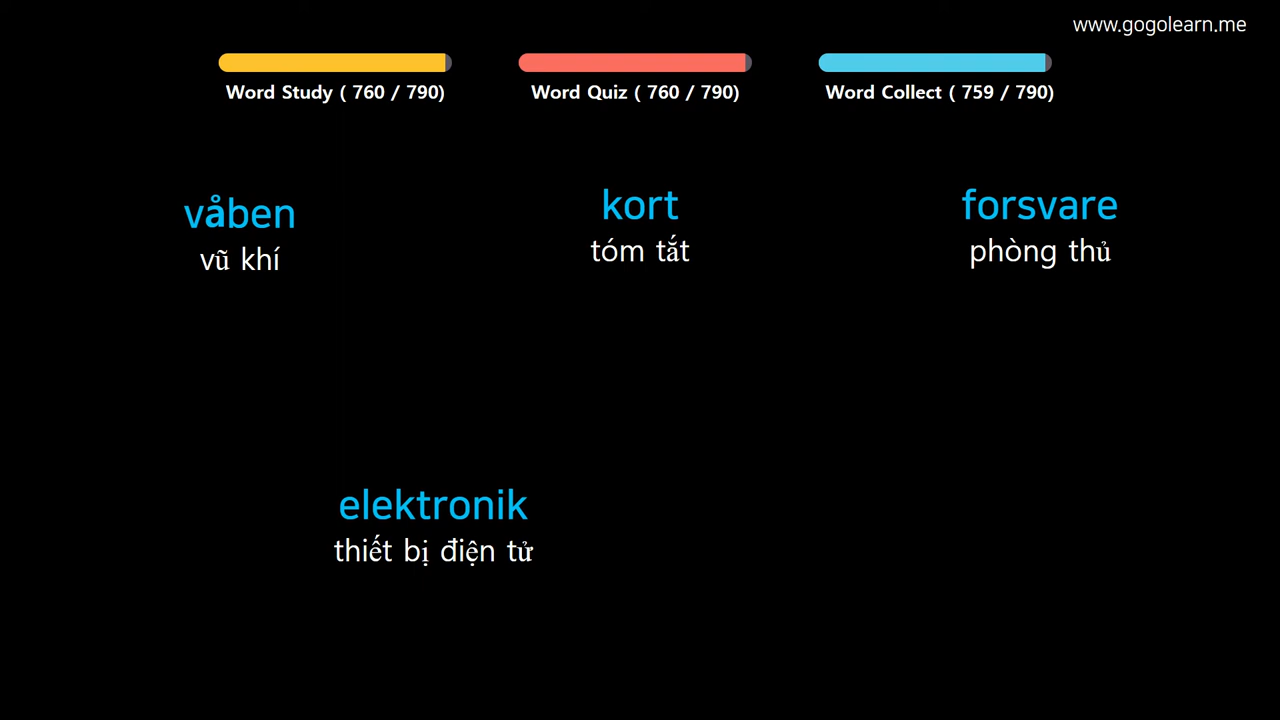 www.gogolearn.me
Word Study ( 760 / 790)
Word Quiz ( 760 / 790)
Word Collect ( 759 / 790)
våben
vũ khí
kort
tóm tắt
forsvare
phòng thủ
elektronik
thiết bị điện tử